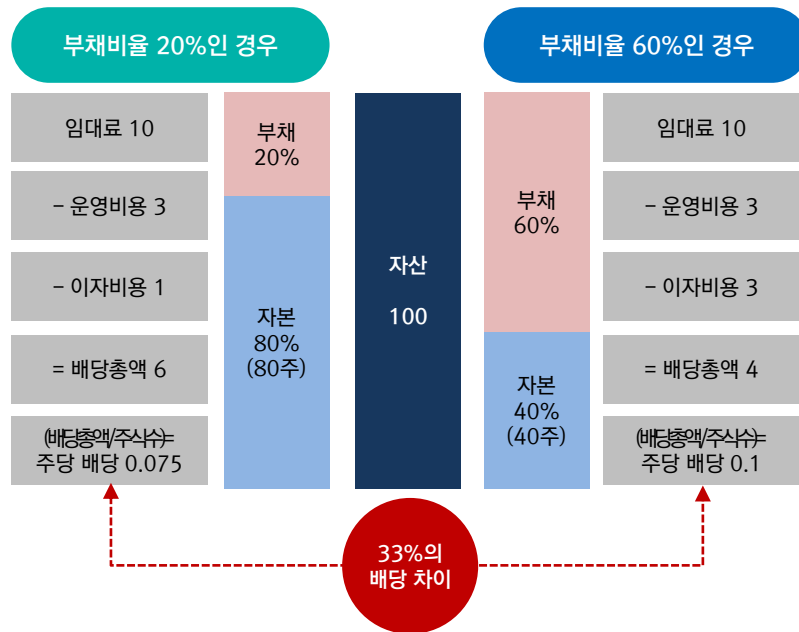 부채비율 20%인 경우
임대료 10
– 운영비용 3
– 이자비용 1
= 배당총액 6
(배당총액/주식수)=
주당 배당 0.075
부채
20%
자본
80%
(80주)
자산
100
부채비율 60%인 경우
부채
60%
자본
40%
(40주)
임대료 10
– 운영비용 3
– 이자비용 3
= 배당총액 4
(배당총액/주식수)=
주당 배당 0.1
33%의
배당 차이